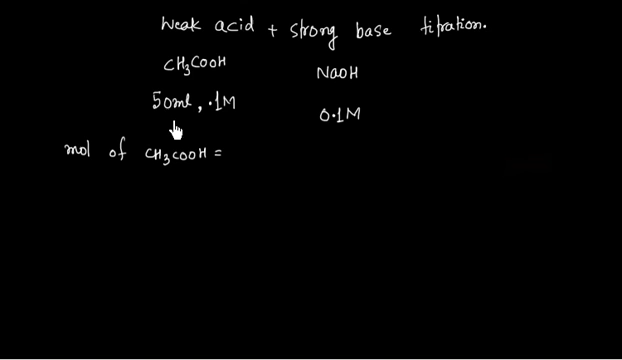 Weak acid + strong base titration.
CH₃COOH NaOH
50ml, .1M 0.1M
mol of CH₃COOH =